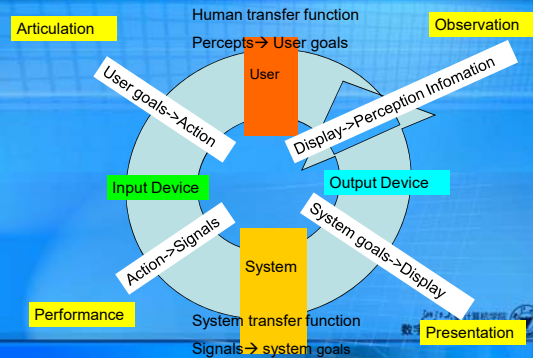 Human transfer function
Articulation
Observation
Percepts→ User goals
User
User goals->Action
Display->Perception Infomation
Input Device
Output Device
Action->Signals
System goals->Display
System
Performance
System transfer function
Presentation
Signals→ system goals